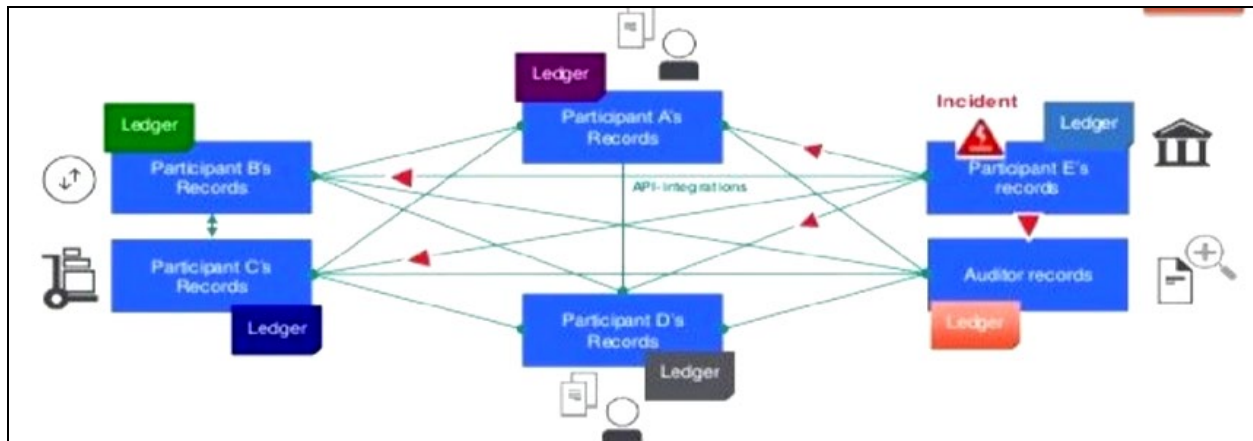 Ledger
Participant A's
Records
Ledger
Participant B's
Records
Incident
Ledger
Participant E's
records
API-Integrations
Participant C's
Records
Ledger
Auditor records
Ledger
Participant D's
Records
Ledger